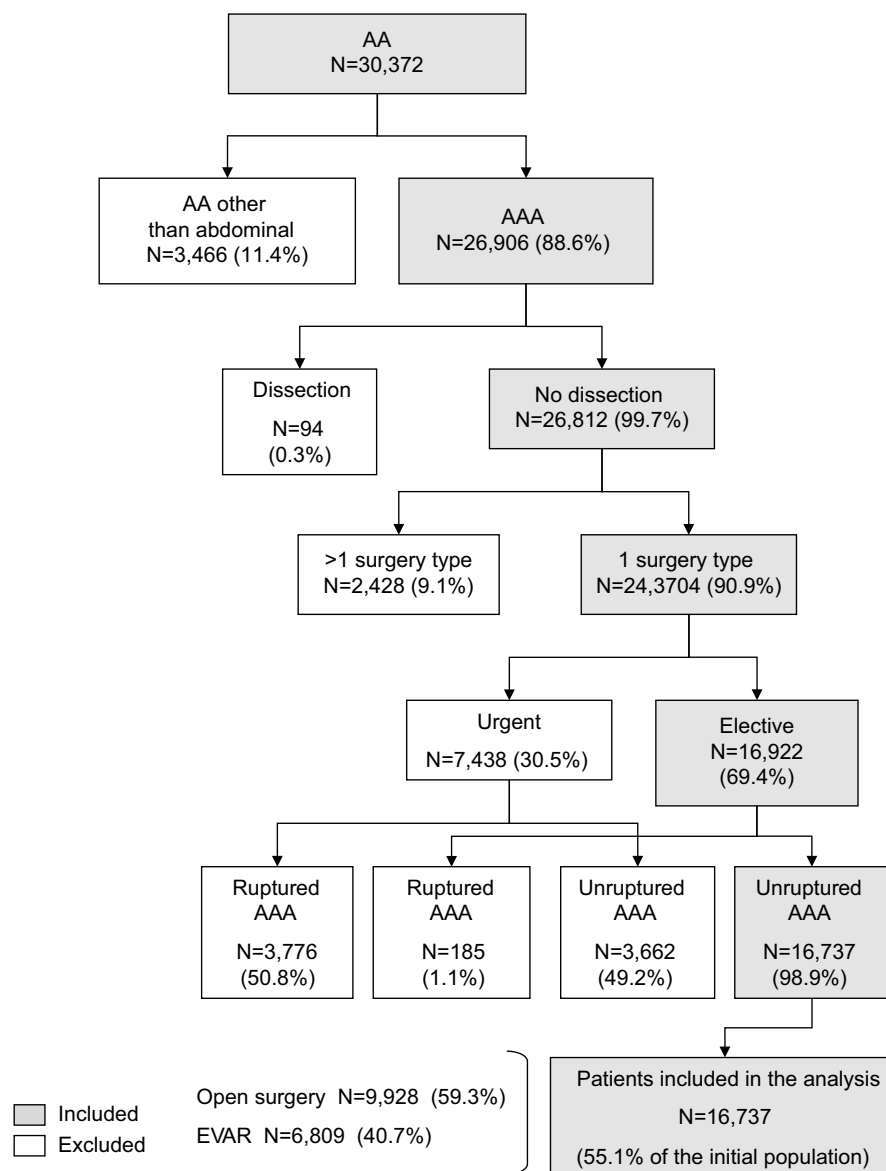 AA
N=30,372
AA other
than abdominal
N=3,466 (11.4%)
AAA
N=26,906 (88.6%)
Dissection
N=94
(0.3%)
No dissection
N=26,812 (99.7%)
>1 surgery type
N=2,428 (9.1%)
1 surgery type
N=24,3704 (90.9%)
Urgent
N=7,438 (30.5%)
Elective
N=16,922
(69.4%)
Ruptured
AAA
N=3,776
(50.8%)
Ruptured
AAA
N=185
(1.1%)
Unruptured
AAA
N=3,662
(49.2%)
Unruptured
AAA
N=16,737
(98.9%)
Patients included in the analysis
N=16,737
(55.1% of the initial population)
Open surgery N=9,928 (59.3%)
EVAR N=6,809 (40.7%)
Included
Excluded